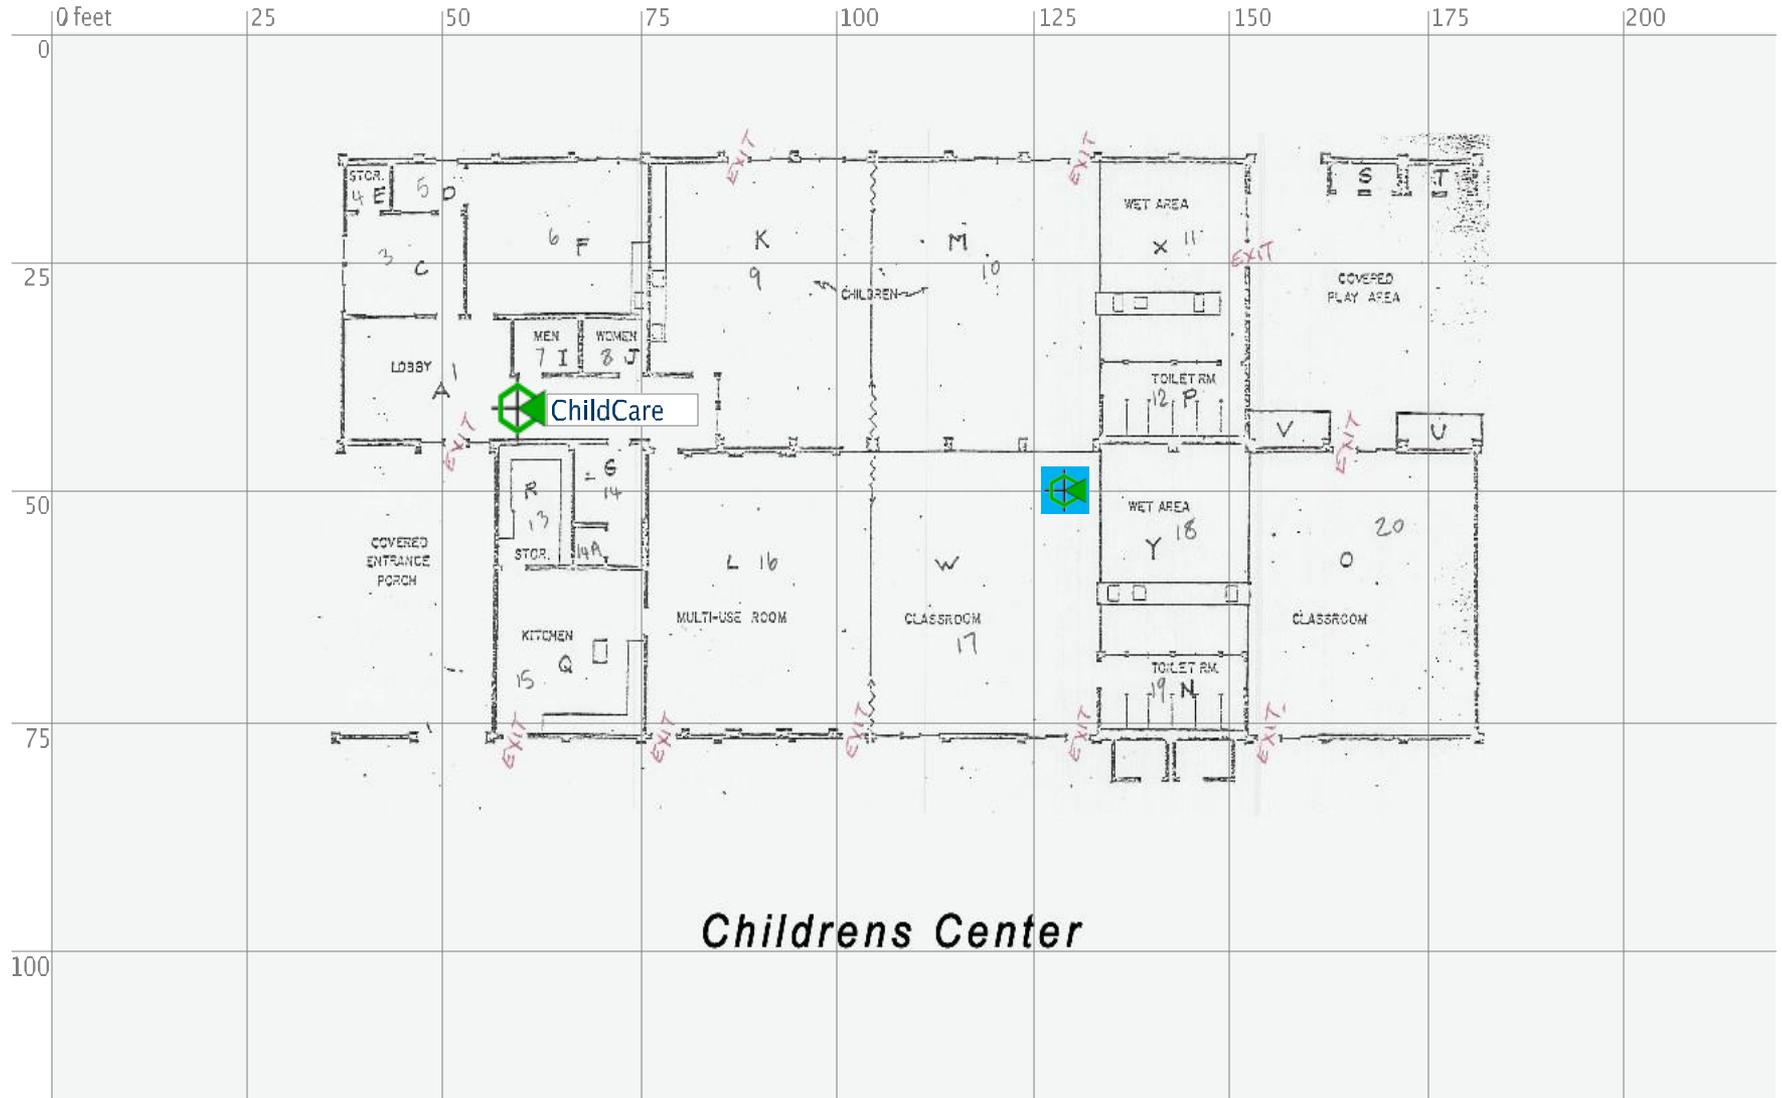 0 feet 25 50 75 100 125 150 175 200
0
EXIT EXIT
STOR. 5 D S T
4 E
WET AREA
6 F K M X 11
3 C
25 9 10 EXIT
COVERED
PLAY AREA
CHILDREN
MEN WOMEN
7 I 8 J
LOBBY 1
A
TOILET RM.
12 P
ChildCare
EXIT V EXIT U
G
R 14
50
13
WET AREA
18 20
Y
COVERED
ENTRANCE
PORCH
STOR. 14A
L 16 W O
MULTI-USE ROOM CLASSROOM CLASSROOM
KITCHEN
Q 17
15
TOILET RM.
19 N
75 EXIT EXIT EXIT EXIT EXIT
Childrens Center
100